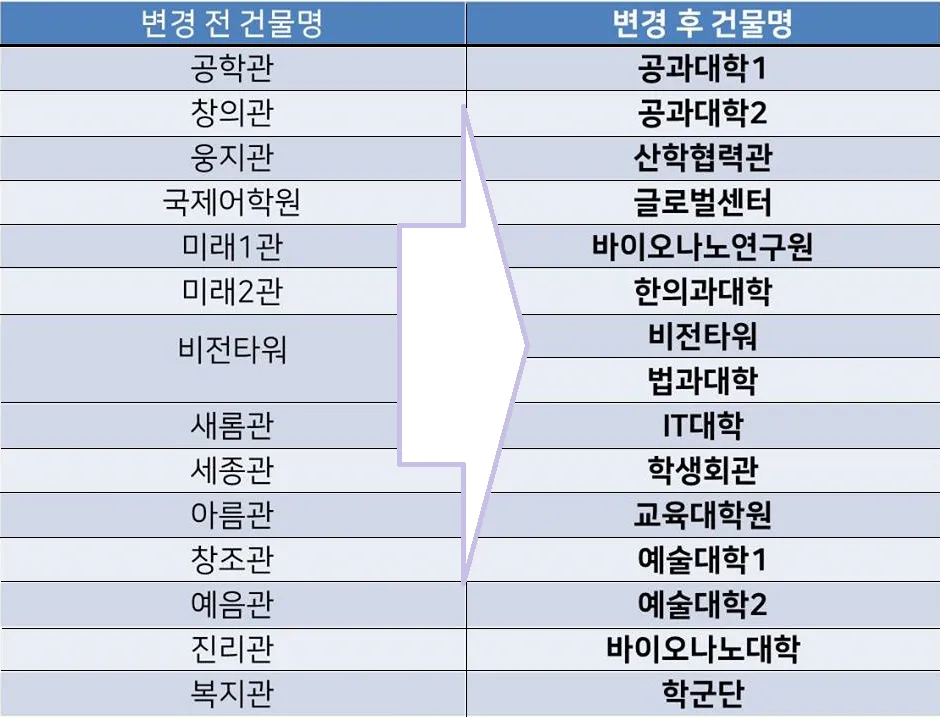 변경 전 건물명 변경 후 건물명
공학관 공과대학1
창의관 공과대학2
웅지관 산학협력관
국제어학원 글로벌센터
미래1관 바이오나노연구원
미래2관 한의과대학
비전타워 비전타워
법과대학
새롬관 IT대학
세종관 학생회관
아름관 교육대학원
창조관 예술대학1
예음관 예술대학2
진리관 바이오나노대학
복지관 학군단